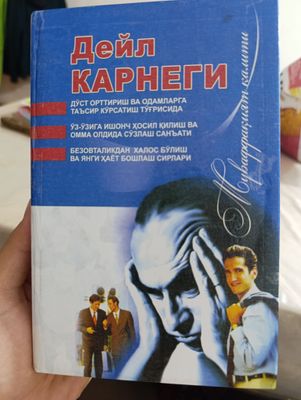 Дейл
КАРНЕГИ
ДЎСТ ОРТТИРИШ ВА ОДАМЛАРГА
ТАЪСИР КЎРСАТИШ ТЎҒРИСИДА
ЎЗ-ЎЗИГА ИШОНЧ ҲОСИЛ ҚИЛИШ ВА
ОММА ОЛДИДА СЎЗЛАШ САНЪАТИ
БЕЗОВТАЛИКДАН ХАЛОС БЎЛИШ
ВА ЯНГИ ҲАЁТ БОШЛАШ СИРЛАРИ
Муваффақият калити